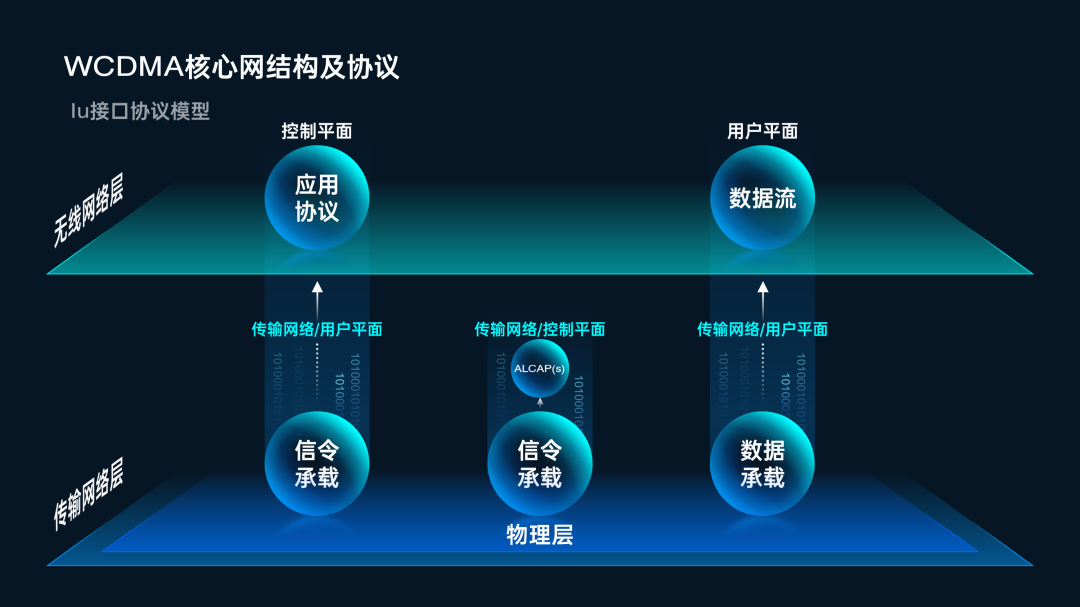 WCDMA核心网结构及协议
Iu接口协议模型
控制平面
用户平面
无线网络层
应用
协议
数据流
传输网络/用户平面
传输网络/控制平面
传输网络/用户平面
ALCAP(s)
传输网络层
信令
承载
信令
承载
数据
承载
物理层